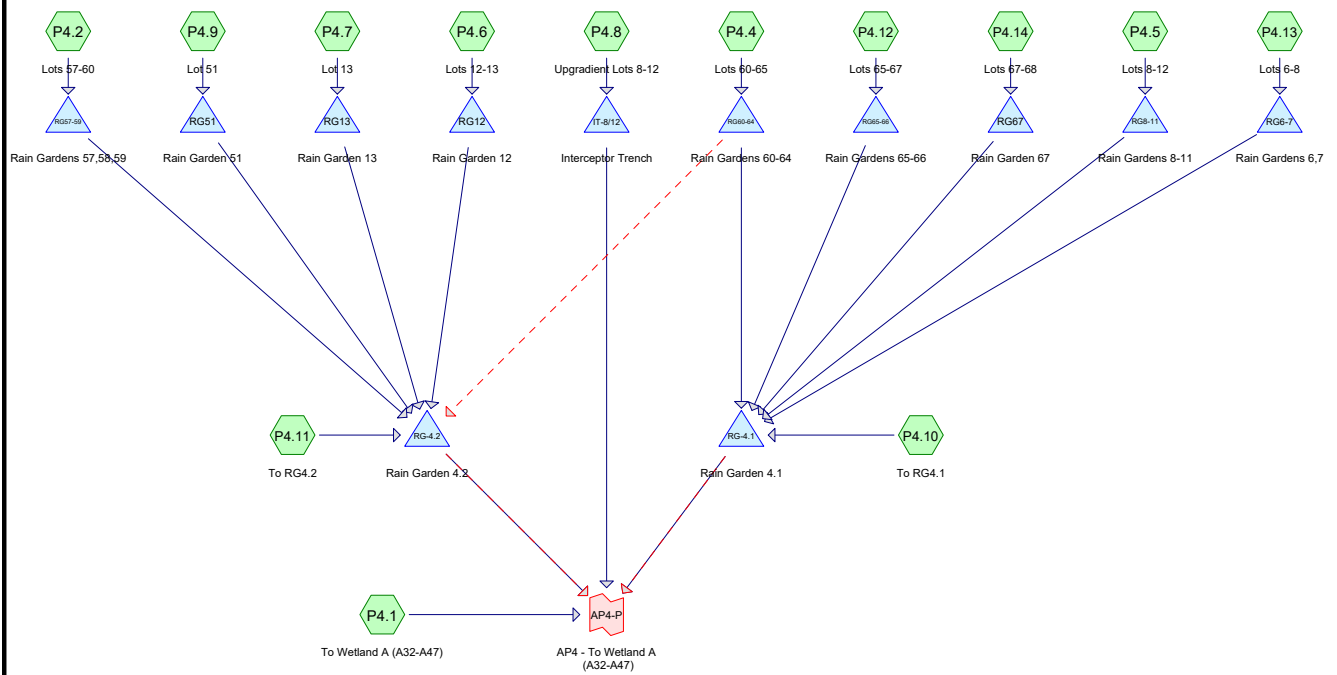 P4.2 P4.9 P4.7 P4.6 P4.8 P4.4 P4.12 P4.14 P4.5 P4.13
Lots 57-60 Lot 51 Lot 13 Lots 12-13 Upgradient Lots 8-12 Lots 60-65 Lots 65-67 Lots 67-68 Lots 8-12 Lots 6-8
RG57-59 RG51 RG13 RG12 IT-8/12 RG60-64 RG65-66 RG67 RG8-11 RG6-7
Rain Gardens 57,58,59 Rain Garden 51 Rain Garden 13 Rain Garden 12 Interceptor Trench Rain Gardens 60-64 Rain Gardens 65-66 Rain Garden 67 Rain Gardens 8-11 Rain Gardens 6,7
P4.11 RG-4.2 RG-4.1 P4.10
To RG4.2 Rain Garden 4.2 Rain Garden 4.1 To RG4.1
P4.1 AP4-P
To Wetland A (A32-A47) AP4 - To Wetland A
(A32-A47)